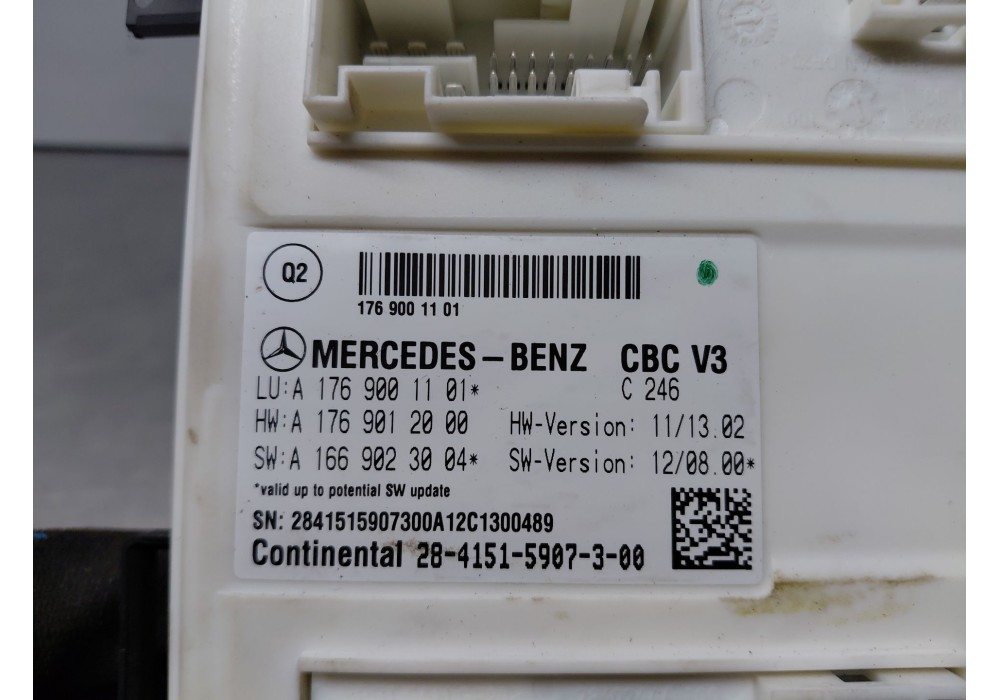 Q2
176 900 11 01
MERCEDES-BENZ CBC V3
LU:A 176 900 11 01* C 246
HW:A 176 901 20 00 HW-Version: 11/13.02
SW:A 166 902 30 04* SW-Version: 12/08.00*
*valid up to potential SW update
SN: 2841515907300A12C1300489
Continental 28-4151-5907-3-00